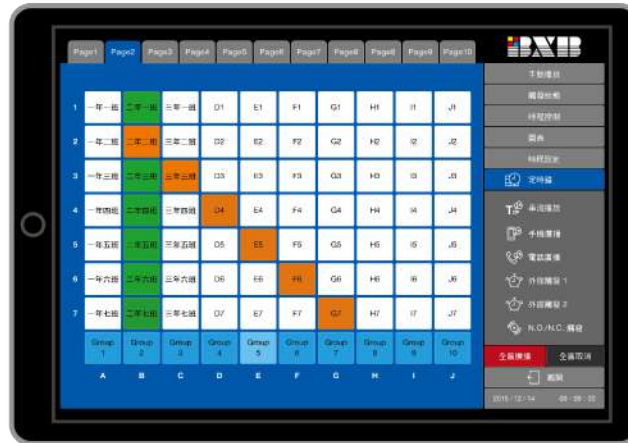 Page1 Page2 Page3 Page4 Page5 Page6 Page7 Page8 Page8 Page9 Page10
BXB
1 一年一班 二年一班 三年一班 D1 E1 F1 G1 H1 I1 J1
2 一年二班 二年二班 三年二班 D2 E2 F2 G2 H2 I2 J2
3 一年三班 二年三班 三年三班 D3 E3 F3 G3 H3 I3 J3
4 一年四班 二年四班 三年四班 D4 E4 F4 G4 H4 I4 J4
5 一年五班 二年五班 三年五班 D5 E5 F5 G5 H5 I5 J5
6 一年六班 二年六班 三年六班 D6 E6 F6 G6 H6 I6 J6
7 一年七班 二年七班 三年七班 D7 E7 F7 G7 H7 I7 J7
Group 1 Group 2 Group 3 Group 4 Group 5 Group 6 Group 7 Group 8 Group 9 Group 10
A B C D E F G H I J
時程控制
時程設定
定時鐘
手機廣播
電話廣播
外部觸發 1
外部觸發 2
N.O./N.C. 觸發
全區廣播 全區取消
離開
2015 / 12 / 14